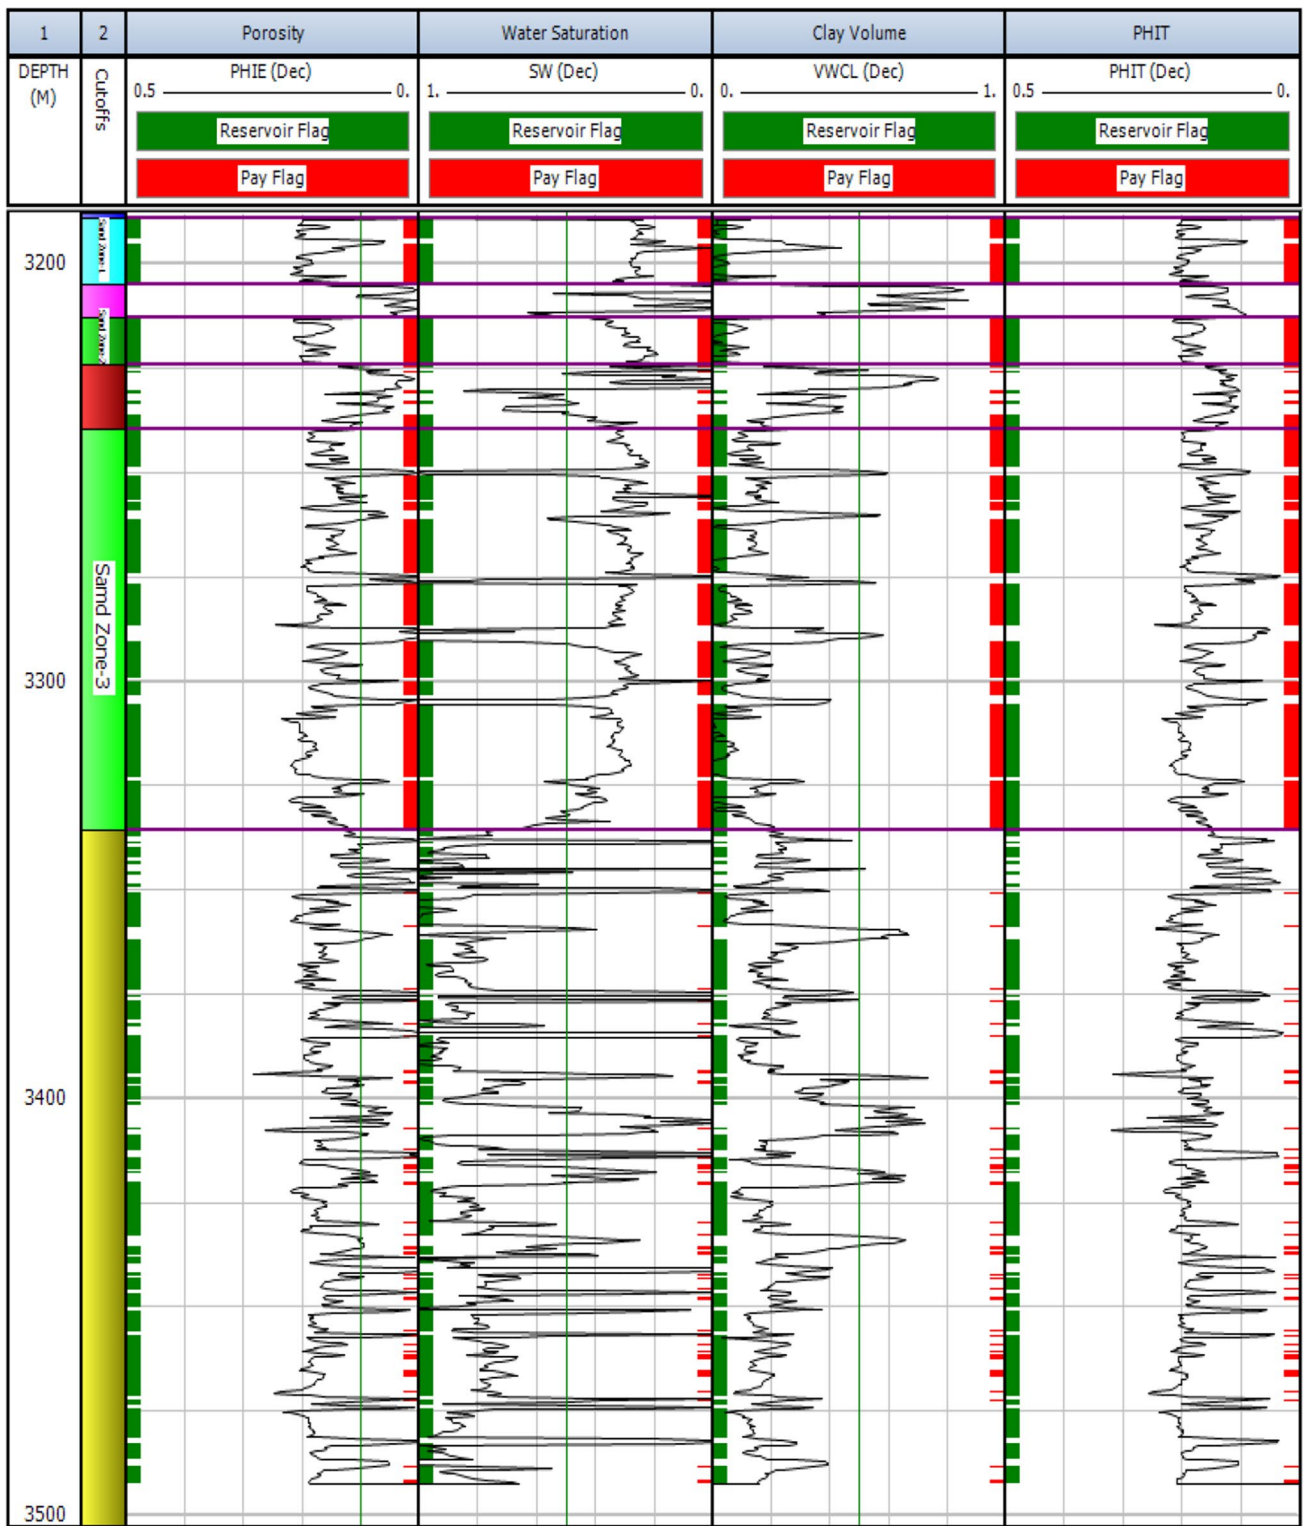 1 2 Porosity Water Saturation Clay Volume PHIT
DEPTH
(M)
Cutoffs
PHIE (Dec)
0.5 0.
Reservoir Flag
Pay Flag
SW (Dec)
1. 0.
Reservoir Flag
Pay Flag
VWCL (Dec)
0. 1.
Reservoir Flag
Pay Flag
PHIT (Dec)
0.5 0.
Reservoir Flag
Pay Flag
3200
3300
3400
3500
Samd Zone-3